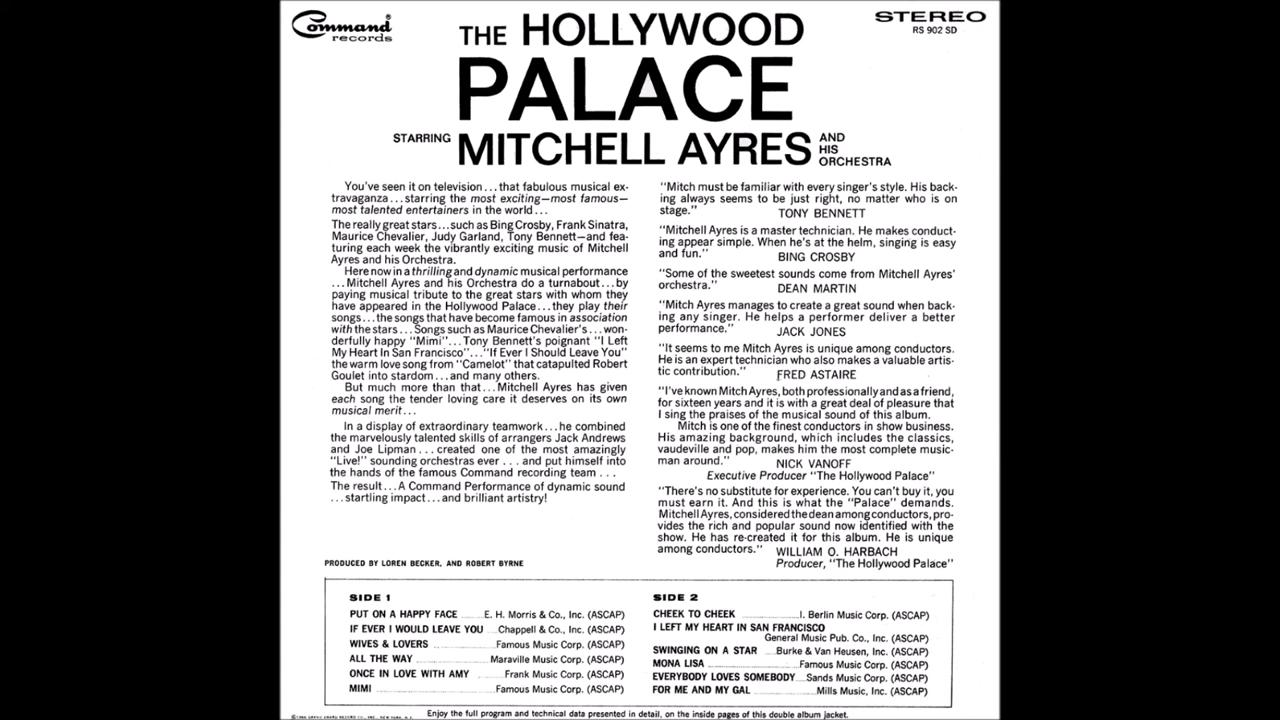 Command®
records
STEREO
RS 902 SD
THE HOLLYWOOD
PALACE
STARRING MITCHELL AYRES AND HIS ORCHESTRA
You've seen it on television...that fabulous musical ex-
travaganza...starring the most exciting—most famous—
most talented entertainers in the world...
The really great stars...such as Bing Crosby, Frank Sinatra,
Maurice Chevalier, Judy Garland, Tony Bennett—and fea-
turing each week the vibrantly exciting music of Mitchell
Ayres and his Orchestra.
Here now in a thrilling and dynamic musical performance
...Mitchell Ayres and his Orchestra do a turnabout...by
paying musical tribute to the great stars with whom they
have appeared in the Hollywood Palace...they play their
songs...the songs that have become famous in association
with the stars...Songs such as Maurice Chevalier's...won-
derfully happy "Mimi"...Tony Bennett's poignant "I Left
My Heart In San Francisco"..."If Ever I Should Leave You"
the warm love song from "Camelot" that catapulted Robert
Goulet into stardom...and many others.
But much more than that...Mitchell Ayres has given
each song the tender loving care it deserves on its own
musical merit...
In a display of extraordinary teamwork...he combined
the marvelously talented skills of arrangers Jack Andrews
and Joe Lipman...created one of the most amazingly
"Live!" sounding orchestras ever...and put himself into
the hands of the famous Command recording team...
The result...A Command Performance of dynamic sound
...startling impact...and brilliant artistry!
"Mitch must be familiar with every singer's style. His back-
ing always seems to be just right, no matter who is on
stage." TONY BENNETT
"Mitchell Ayres is a master technician. He makes conduct-
ing appear simple. When he's at the helm, singing is easy
and fun." BING CROSBY
"Some of the sweetest sounds come from Mitchell Ayres'
orchestra." DEAN MARTIN
"Mitch Ayres manages to create a great sound when back-
ing any singer. He helps a performer deliver a better
performance." JACK JONES
"It seems to me Mitch Ayres is unique among conductors.
He is an expert technician who also makes a valuable artis-
tic contribution." FRED ASTAIRE
"I've known Mitch Ayres, both professionally and as a friend,
for sixteen years and it is with a great deal of pleasure that
I sing the praises of the musical sound of this album.
Mitch is one of the finest conductors in show business.
His amazing background, which includes the classics,
vaudeville and pop, makes him the most complete music-
man around." NICK VANOFF
Executive Producer "The Hollywood Palace"
"There's no substitute for experience. You can't buy it, you
must earn it. And this is what the "Palace" demands.
Mitchell Ayres, considered the dean among conductors, pro-
vides the rich and popular sound now identified with the
show. He has re-created it for this album. He is unique
among conductors." WILLIAM O. HARBACH
Producer, "The Hollywood Palace"
PRODUCED BY LOREN BECKER, AND ROBERT BYRNE
SIDE 1
PUT ON A HAPPY FACE E. H. Morris & Co., Inc. (ASCAP)
IF EVER I WOULD LEAVE YOU Chappell & Co., Inc. (ASCAP)
WIVES & LOVERS Famous Music Corp. (ASCAP)
ALL THE WAY Maraville Music Corp. (ASCAP)
ONCE IN LOVE WITH AMY Frank Music Corp. (ASCAP)
MIMI Famous Music Corp. (ASCAP)
SIDE 2
CHEEK TO CHEEK I. Berlin Music Corp. (ASCAP)
I LEFT MY HEART IN SAN FRANCISCO
General Music Pub. Co., Inc. (ASCAP)
SWINGING ON A STAR Burke & Van Heusen, Inc. (ASCAP)
MONA LISA Famous Music Corp. (ASCAP)
EVERYBODY LOVES SOMEBODY Sands Music Corp. (ASCAP)
FOR ME AND MY GAL Mills Music, Inc. (ASCAP)
Enjoy the full program and technical data presented in detail, on the inside pages of this double album jacket.